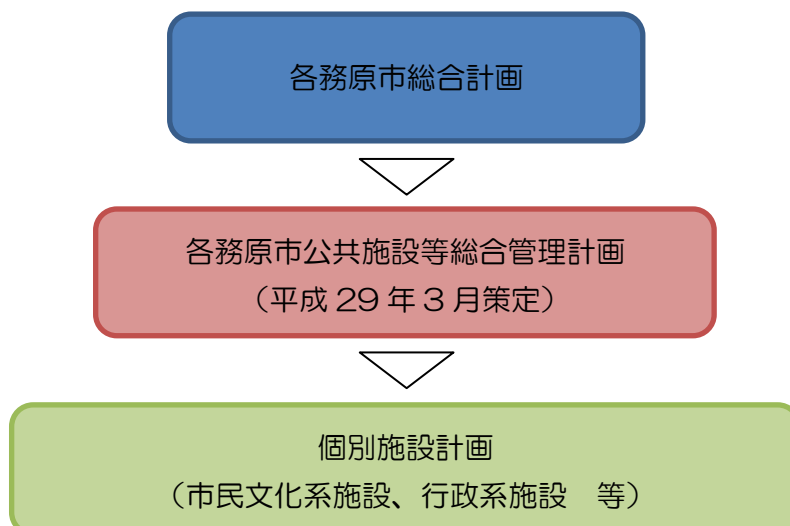 各務原市総合計画
各務原市公共施設等総合管理計画
（平成 29 年 3 月策定）
個別施設計画
（市民文化系施設、行政系施設　等）